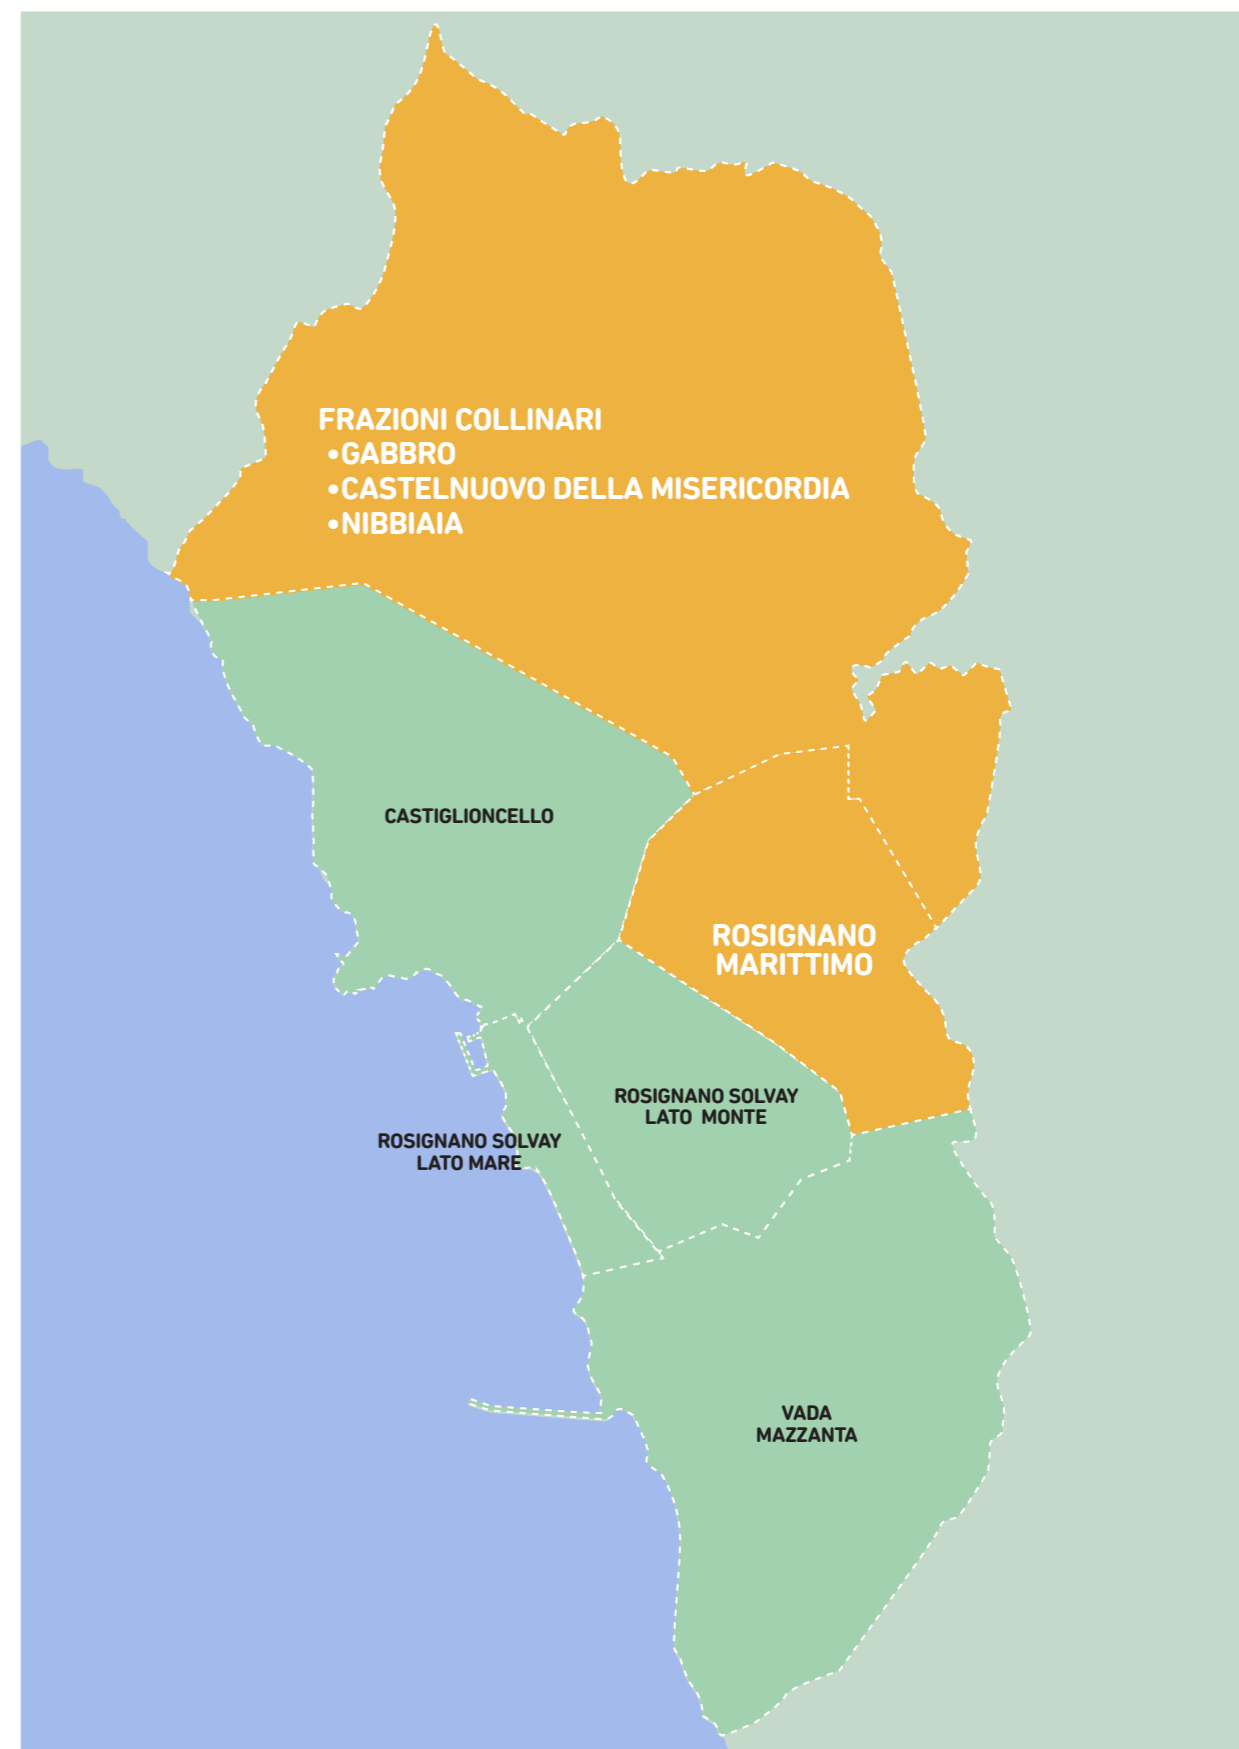 FRAZIONI COLLINARI
•GABBRO
•CASTELNUOVO DELLA MISERICORDIA
•NIBBIAIA
CASTIGLIONCELLO
ROSIGNANO
MARITTIMO
ROSIGNANO SOLVAY
LATO MONTE
ROSIGNANO SOLVAY
LATO MARE
VADA
MAZZANTA